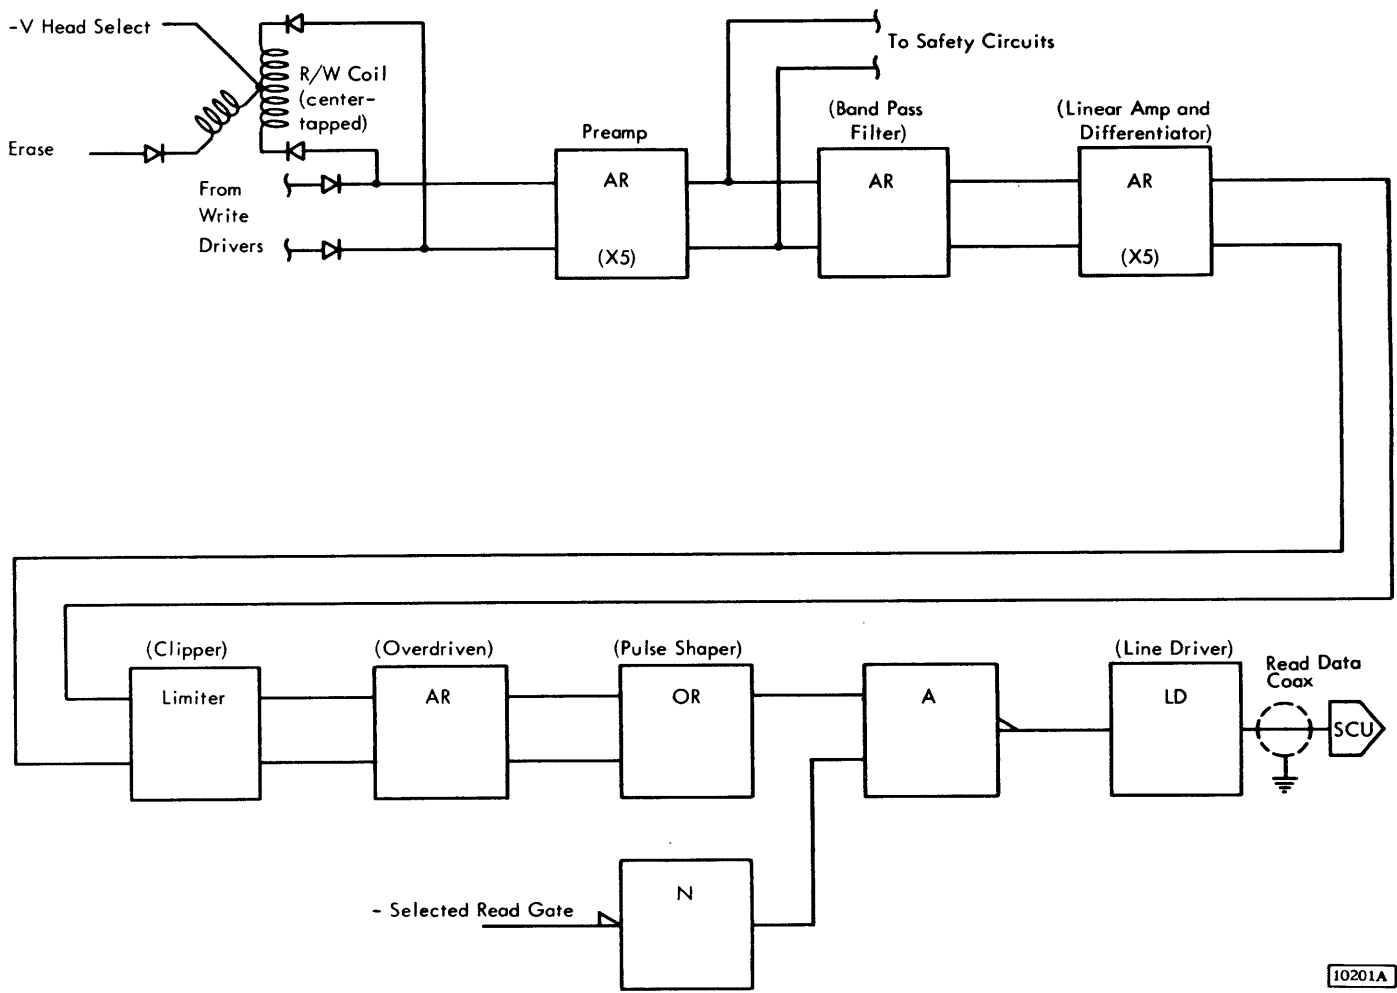 -V Head Select
R/W Coil
(center-
tapped)
Erase
From
Write
Drivers
To Safety Circuits
Preamp
AR
(X5)
(Band Pass
Filter)
AR
(Linear Amp and
Differentiator)
AR
(X5)
(Clipper)
Limiter
(Overdriven)
AR
(Pulse Shaper)
OR
A
(Line Driver)
LD
Read Data
Coax
SCU
- Selected Read Gate
N
10201A